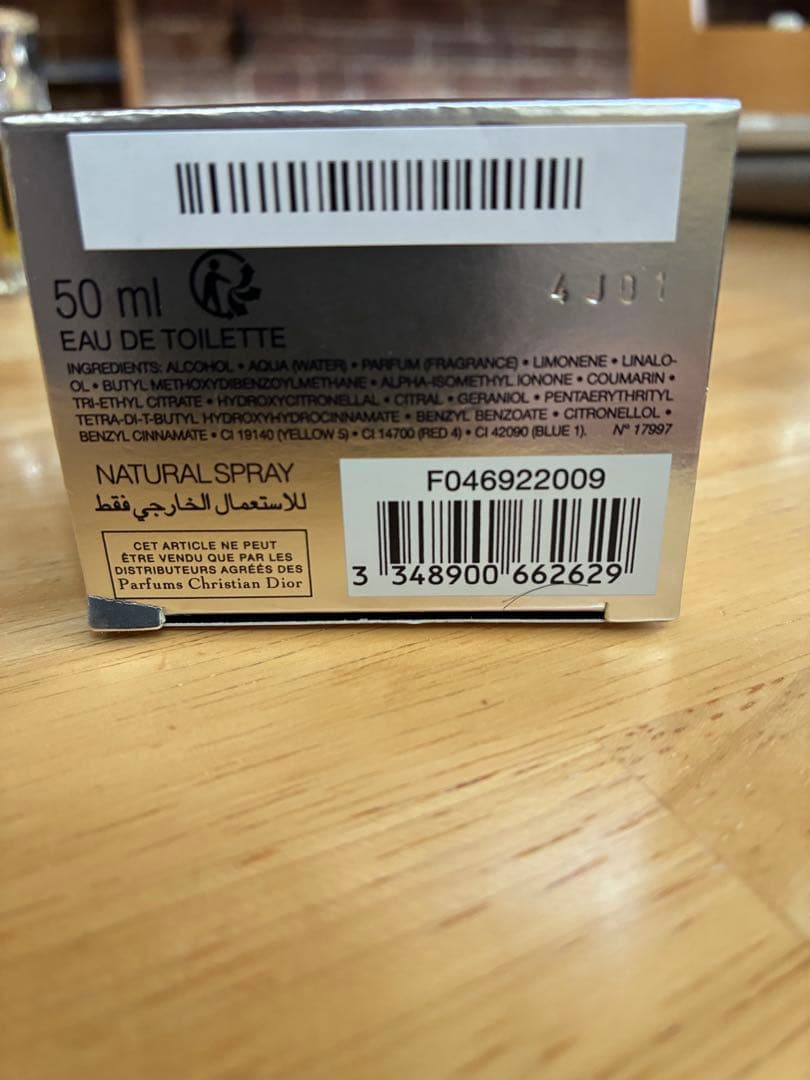 50 ml
4J01
EAU DE TOILETTE
INGREDIENTS: ALCOHOL • AQUA (WATER) • PARFUM (FRAGRANCE) • LIMONENE • LINALO-
OL • BUTYL METHOXYDIBENZOYLMETHANE • ALPHA-ISOMETHYL IONONE • COUMARIN •
TRI-ETHYL CITRATE • HYDROXYCITRONELLAL • CITRAL • GERANIOL • PENTAERYTHRITYL
TETRA-DI-T-BUTYL HYDROXYHYDROCINNAMATE • BENZYL BENZOATE • CITRONELLOL •
BENZYL CINNAMATE • CI 19140 (YELLOW 5) • CI 14700 (RED 4) • CI 42090 (BLUE 1). N° 17997
NATURAL SPRAY
للاستعمال الخارجي فقط
CET ARTICLE NE PEUT
ÊTRE VENDU QUE PAR LES
DISTRIBUTEURS AGRÉÉS DES
Parfums Christian Dior
F046922009
3 348900 662629